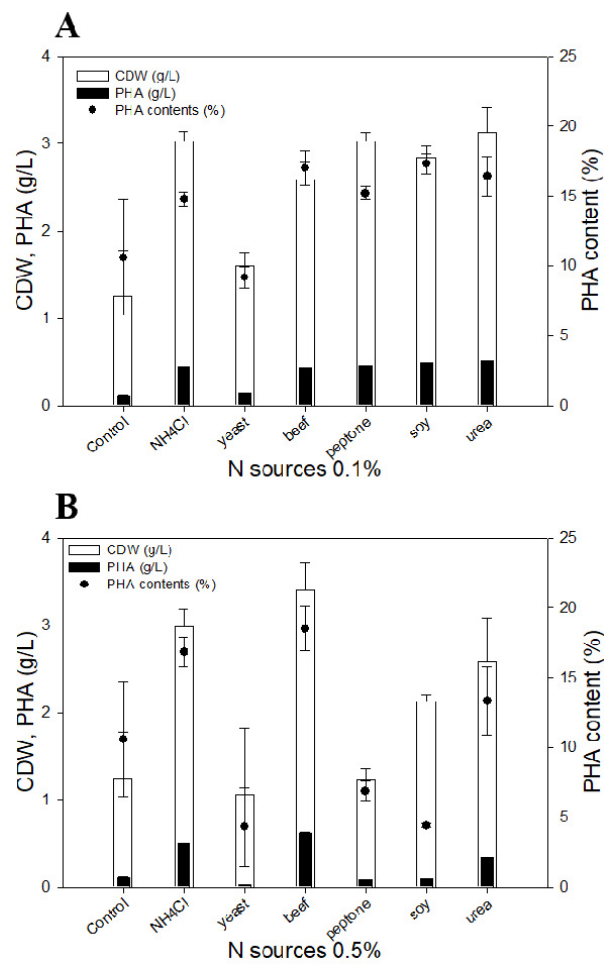 A
CDW (g/L)
PHA (g/L)
PHA contents (%)
CDW, PHA (g/L)
PHA content (%)
4
3
2
1
0
25
20
15
10
5
0
Control
NH4Cl
yeast
beef
peptone
soy
urea
N sources 0.1%
B
CDW (g/L)
PHA (g/L)
PHA contents (%)
CDW, PHA (g/L)
PHA content (%)
4
3
2
1
0
25
20
15
10
5
0
Control
NH4Cl
yeast
beef
peptone
soy
urea
N sources 0.5%